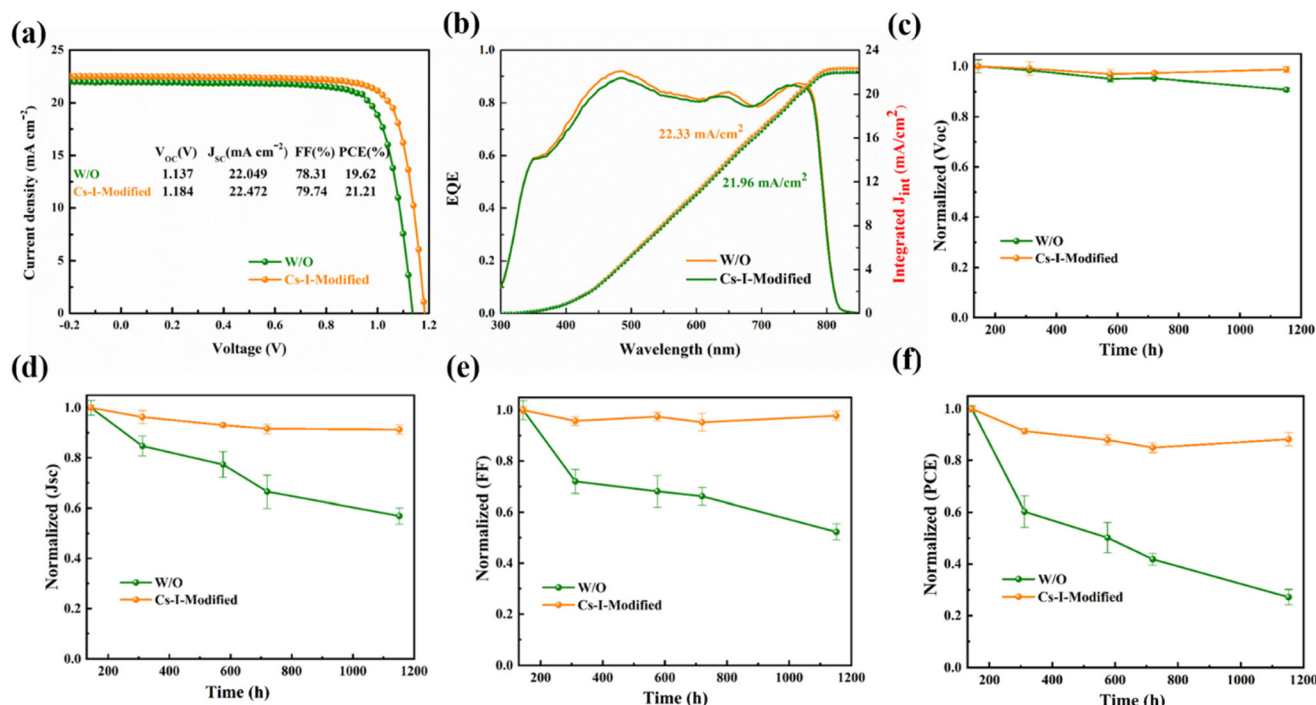 (a)
25
20
15
10
5
0
Current density (mA cm⁻²)
V_OC(V) J_SC(mA cm⁻²) FF(%) PCE(%)
W/O 1.137 22.049 78.31 19.62
Cs-I-Modified 1.184 22.472 79.74 21.21
W/O
Cs-I-Modified
-0.2 0.0 0.2 0.4 0.6 0.8 1.0 1.2
Voltage (V)
(b)
1.0
0.8
0.6
0.4
0.2
0.0
EQE
22.33 mA/cm²
21.96 mA/cm²
W/O
Cs-I-Modified
24
20
16
12
8
4
0
Integrated J_int (mA/cm²)
300 400 500 600 700 800
Wavelength (nm)
(c)
1.0
0.8
0.6
0.4
0.2
0.0
Normalized (Voc)
W/O
Cs-I-Modified
200 400 600 800 1000 1200
Time (h)
(d)
1.0
0.8
0.6
0.4
0.2
0.0
Normalized (Jsc)
W/O
Cs-I-Modified
200 400 600 800 1000 1200
Time (h)
(e)
1.0
0.8
0.6
0.4
0.2
0.0
Normalized (FF)
W/O
Cs-I-Modified
200 400 600 800 1000 1200
Time (h)
(f)
1.0
0.8
0.6
0.4
0.2
0.0
Normalized (PCE)
W/O
Cs-I-Modified
200 400 600 800 1000 1200
Time (h)